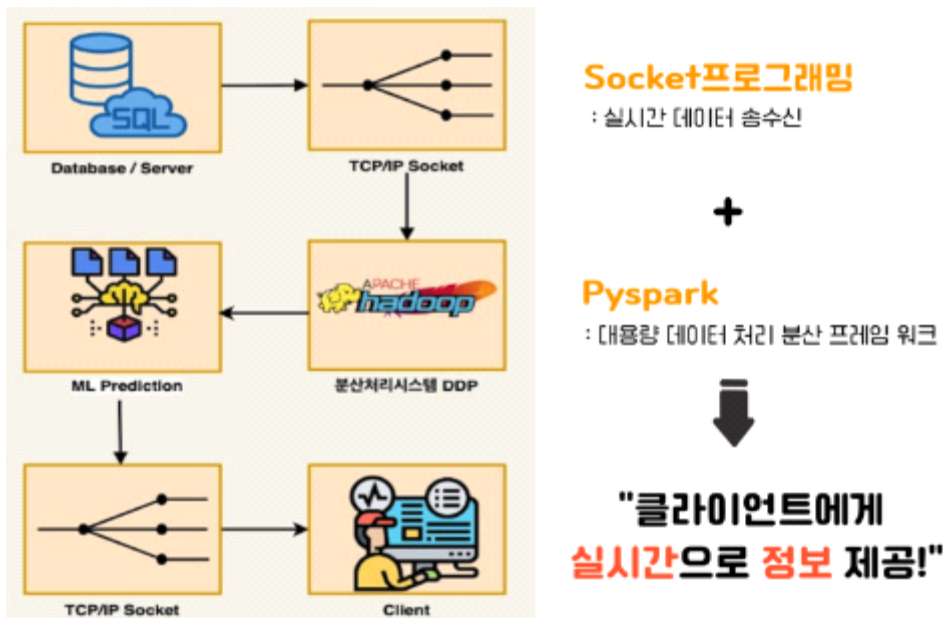 SQL
Database / Server
TCP/IP Socket
APACHE
hadoop
ML Prediction
분산처리시스템 DDP
TCP/IP Socket
Client
Socket프로그래밍
: 실시간 데이터 송수신
+
Pyspark
: 대용량 데이터 처리 분산 프레임 워크
"클라이언트에게
실시간으로 정보 제공!"